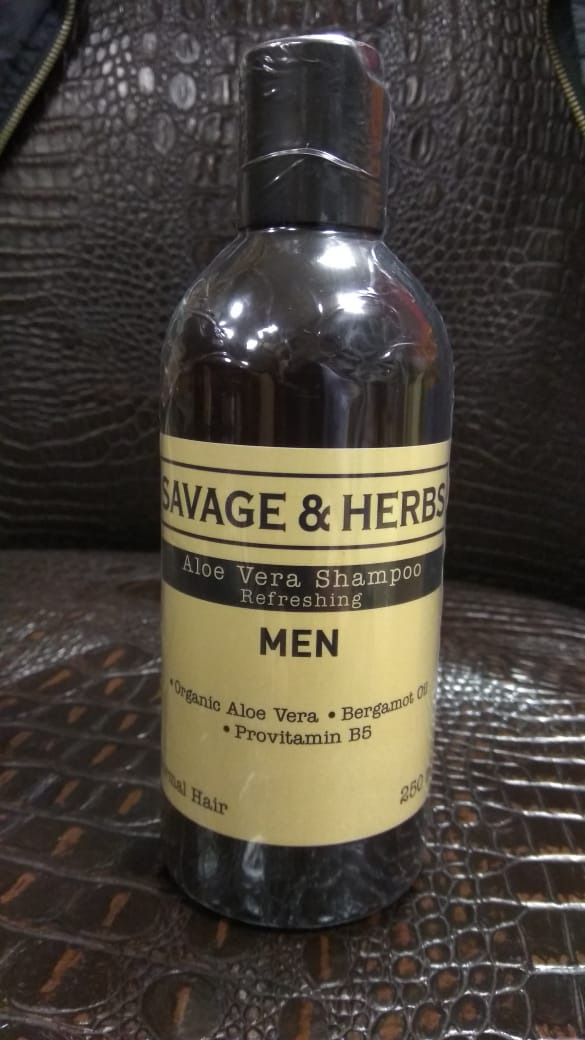 SAVAGE & HERBS
Aloe Vera Shampoo
Refreshing
MEN
•Organic Aloe Vera • Bergamot Oil
• Provitamin B5
Hair
250